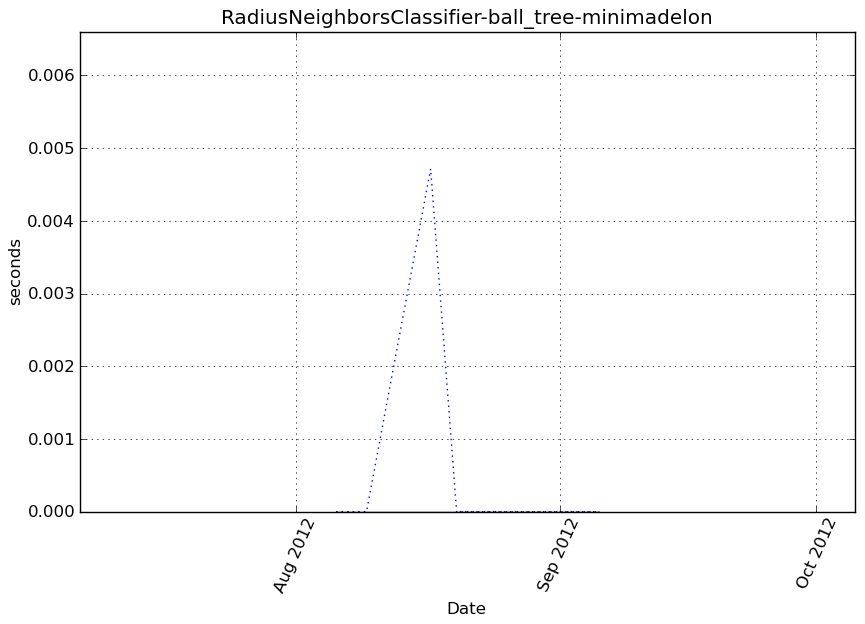 RadiusNeighborsClassifier-ball_tree-minimadelon
0.006
0.005
0.004
0.003
0.002
0.001
0.000
seconds
Aug 2012
Sep 2012
Oct 2012
Date